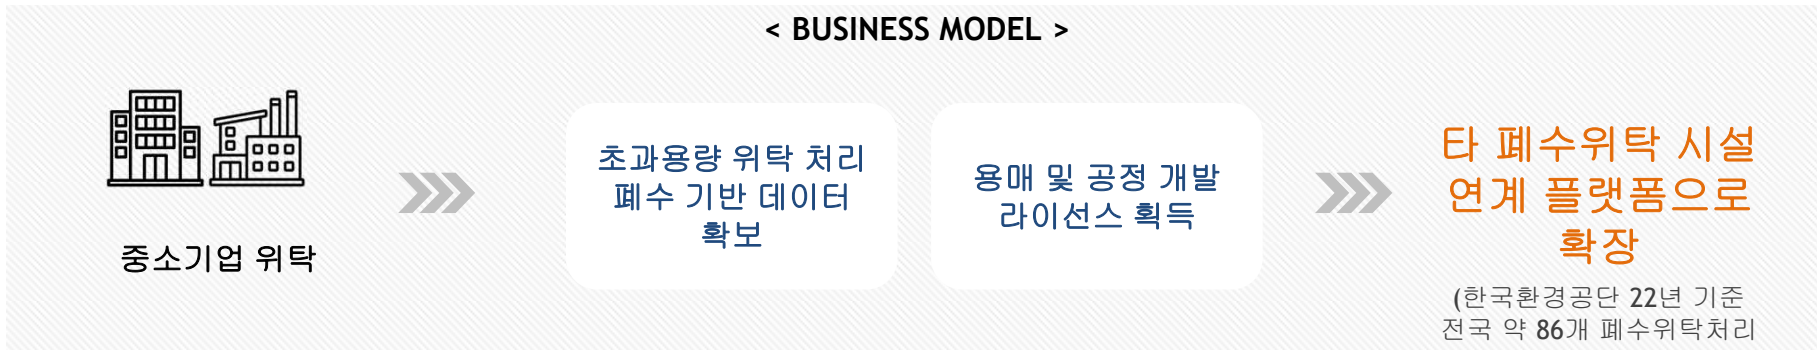 < BUSINESS MODEL >
중소기업 위탁
초과용량 위탁 처리
폐수 기반 데이터
확보
용매 및 공정 개발
라이선스 획득
타 폐수위탁 시설
연계 플랫폼으로
확장
(한국환경공단 22년 기준
전국 약 86개 폐수위탁처리